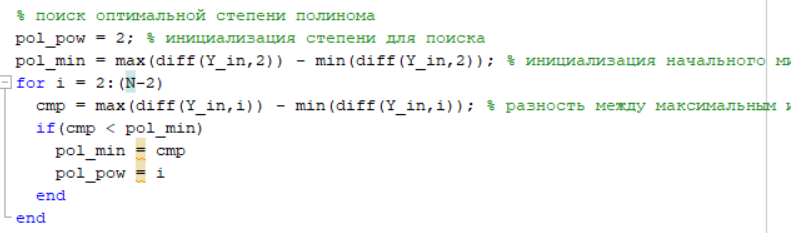 % поиск оптимальной степени полинома
pol_pow = 2; % инициализация степени для поиска
pol_min = max(diff(Y_in,2)) - min(diff(Y_in,2)); % инициализация начального ми
for i = 2:(N-2)
cmp = max(diff(Y_in,i)) - min(diff(Y_in,i)); % разность между максимальным и
if(cmp < pol_min)
pol_min = cmp
pol_pow = i
end
end